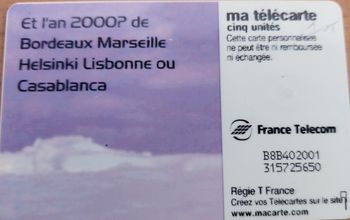 Et l'an 2000? de
Bordeaux Marseille
Helsinki Lisbonne ou
Casablanca
ma télécarte
cinq unités
Cette carte personnalisée
ne peut être ni remboursée
ni échangée.
France Telecom
B8B402001
315725650
Régie T France
Créez vos Télécartes sur le site
www.macarte.com